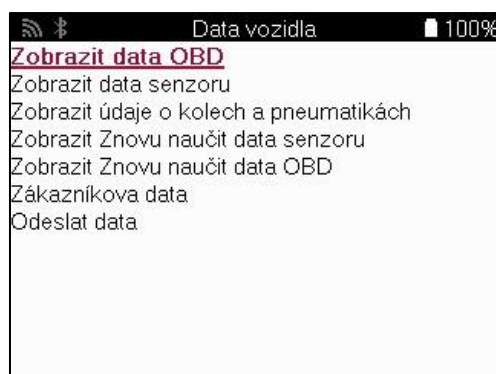 Data vozidla 100%
Zobrazit data OBD
Zobrazit data senzoru
Zobrazit údaje o kolech a pneumatikách
Zobrazit Znovu naučit data senzoru
Zobrazit Znovu naučit data OBD
Zákazníkova data
Odeslat data